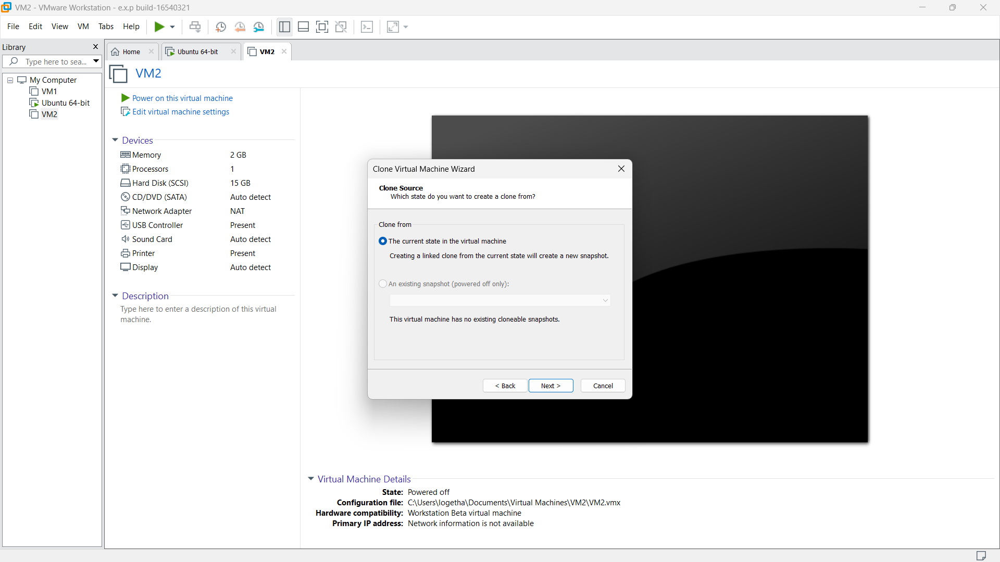 VM2 - VMware Workstation - e.x.p build-16540321
File Edit View VM Tabs Help
Library
Type here to sea...
My Computer
VM1
Ubuntu 64-bit
VM2
Home
Ubuntu 64-bit
VM2
VM2
Power on this virtual machine
Edit virtual machine settings
Devices
Memory 2 GB
Processors 1
Hard Disk (SCSI) 15 GB
CD/DVD (SATA) Auto detect
Network Adapter NAT
USB Controller Present
Sound Card Auto detect
Printer Present
Display Auto detect
Description
Type here to enter a description of this virtual
machine.
Clone Virtual Machine Wizard
Clone Source
Which state do you want to create a clone from?
Clone from
The current state in the virtual machine
Creating a linked clone from the current state will create a new snapshot.
An existing snapshot (powered off only):
This virtual machine has no existing cloneable snapshots.
< Back Next > Cancel
Virtual Machine Details
State: Powered off
Configuration file: C:\Users\logetha\Documents\Virtual Machines\VM2\VM2.vmx
Hardware compatibility: Workstation Beta virtual machine
Primary IP address: Network information is not available